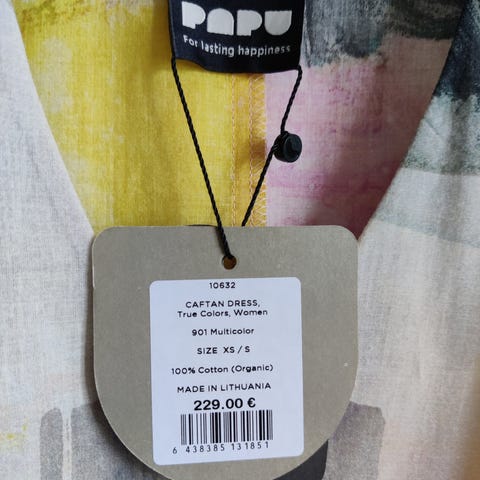 PAPU
For lasting happiness
10632
CAFTAN DRESS,
True Colors, Women
901 Multicolor
SIZE XS / S
100% Cotton (Organic)
MADE IN LITHUANIA
229.00 €
6 438385 131851